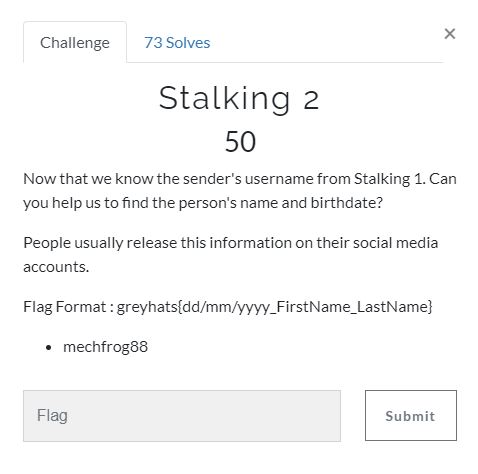 Challenge
73 Solves
×
Stalking 2
50
Now that we know the sender's username from Stalking 1. Can
you help us to find the person's name and birthdate?
People usually release this information on their social media
accounts.
Flag Format : greyhats{dd/mm/yyyy_FirstName_LastName}
• mechfrog88
Flag
Submit